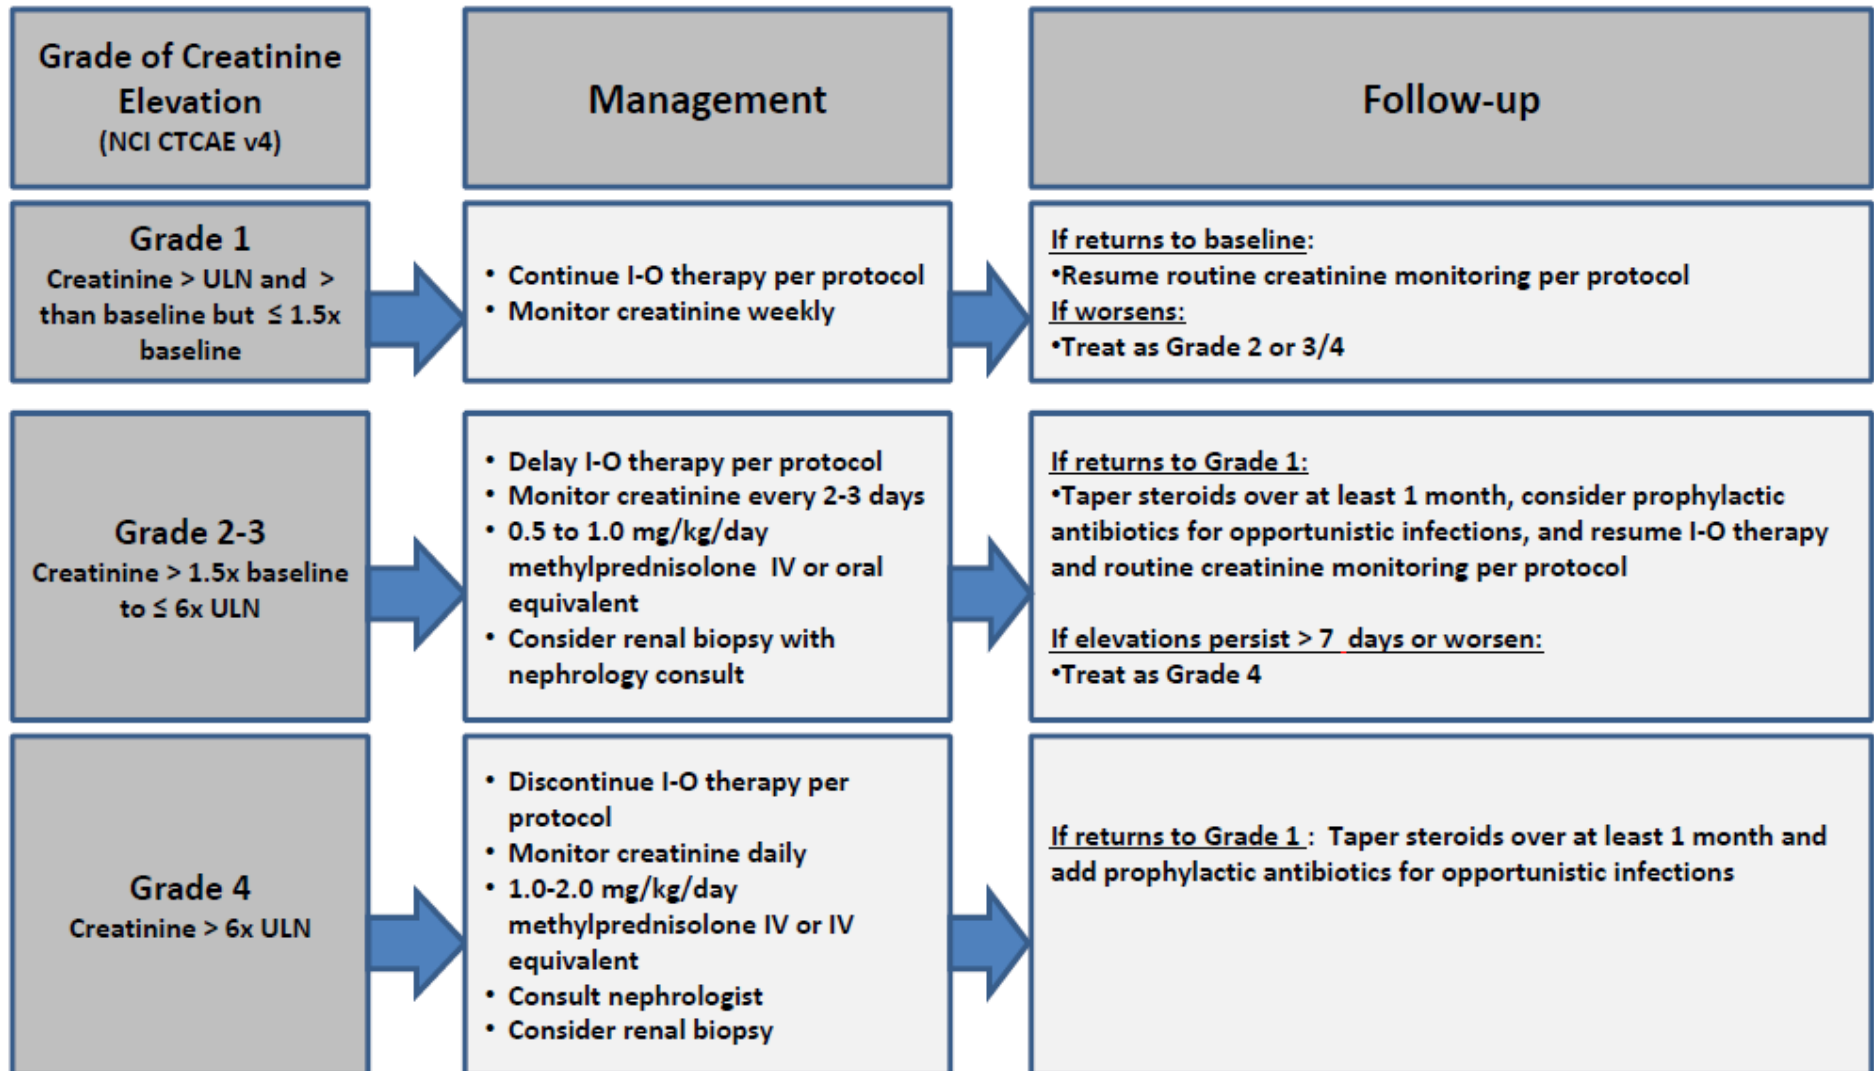 Grade of Creatinine
Elevation
(NCI CTCAE v4)
Management
Follow-up
Grade 1
Creatinine > ULN and >
than baseline but ≤ 1.5x
baseline
• Continue I-O therapy per protocol
• Monitor creatinine weekly
If returns to baseline:
•Resume routine creatinine monitoring per protocol
If worsens:
•Treat as Grade 2 or 3/4
Grade 2-3
Creatinine > 1.5x baseline
to ≤ 6x ULN
• Delay I-O therapy per protocol
• Monitor creatinine every 2-3 days
• 0.5 to 1.0 mg/kg/day
methylprednisolone IV or oral
equivalent
• Consider renal biopsy with
nephrology consult
If returns to Grade 1:
•Taper steroids over at least 1 month, consider prophylactic
antibiotics for opportunistic infections, and resume I-O therapy
and routine creatinine monitoring per protocol
If elevations persist > 7 days or worsen:
•Treat as Grade 4
Grade 4
Creatinine > 6x ULN
• Discontinue I-O therapy per
protocol
• Monitor creatinine daily
• 1.0-2.0 mg/kg/day
methylprednisolone IV or IV
equivalent
• Consult nephrologist
• Consider renal biopsy
If returns to Grade 1 : Taper steroids over at least 1 month and
add prophylactic antibiotics for opportunistic infections